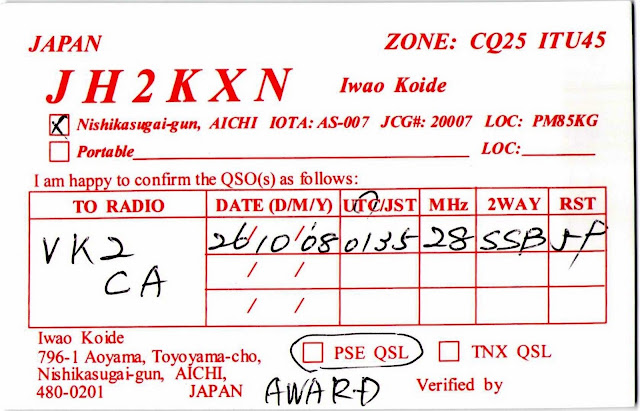 JAPAN ZONE: CQ25 ITU45
JH2KXN Iwao Koide
X Nishikasugai-gun, AICHI IOTA: AS-007 JCG#: 20007 LOC: PM85KG
Portable LOC:
I am happy to confirm the QSO(s) as follows:
TO RADIO DATE (D/M/Y) UTC/JST MHz 2WAY RST
VK2 26/10/08 0135 28 SSB
CA / /
/ /
Iwao Koide
796-1 Aoyama, Toyoyama-cho, PSE QSL TNX QSL
Nishikasugai-gun, AICHI,
480-0201 JAPAN AWARD Verified by